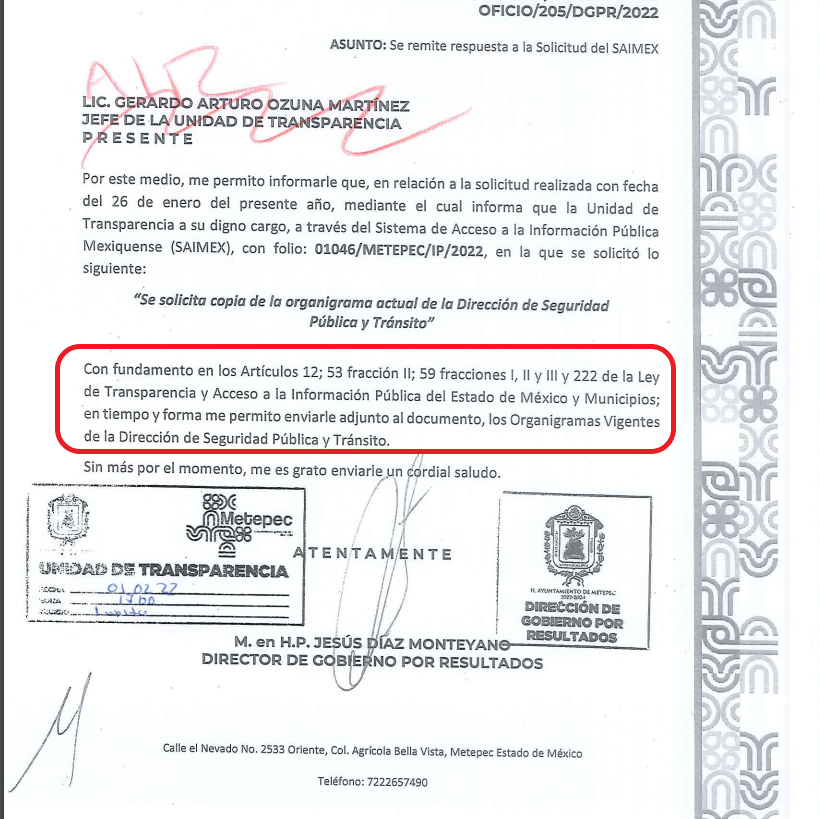 OFICIO/205/DGPR/2022
ASUNTO: Se remite respuesta a la Solicitud del SAIMEX
LIC. GERARDO ARTURO OZUNA MARTÍNEZ
JEFE DE LA UNIDAD DE TRANSPARENCIA
P R E S E N T E
Por este medio, me permito informarle que, en relación a la solicitud realizada con fecha
del 26 de enero del presente año, mediante el cual informa que la Unidad de
Transparencia a su digno cargo, a través del Sistema de Acceso a la Información Pública
Mexiquense (SAIMEX), con folio: 01046/METEPEC/IP/2022, en la que se solicitó lo
siguiente:
“Se solicita copia de la organigrama actual de la Dirección de Seguridad
Pública y Tránsito”
Con fundamento en los Artículos 12; 53 fracción II; 59 fracciones I, II y III y 222 de la Ley
de Transparencia y Acceso a la Información Pública del Estado de México y Municipios;
en tiempo y forma me permito enviarle adjunto al documento, los Organigramas Vigentes
de la Dirección de Seguridad Pública y Tránsito.
Sin más por el momento, me es grato enviarle un cordial saludo.
Metepec
UNIDAD DE TRANSPARENCIA
01 02 22
A T E N T A M E N T E
H. AYUNTAMIENTO DE METEPEC
2022-2024
DIRECCIÓN DE
GOBIERNO POR
RESULTADOS
M. en H.P. JESÚS DÍAZ MONTEYANO
DIRECTOR DE GOBIERNO POR RESULTADOS
Calle el Nevado No. 2533 Oriente, Col. Agrícola Bella Vista, Metepec Estado de México
Teléfono: 7222657490